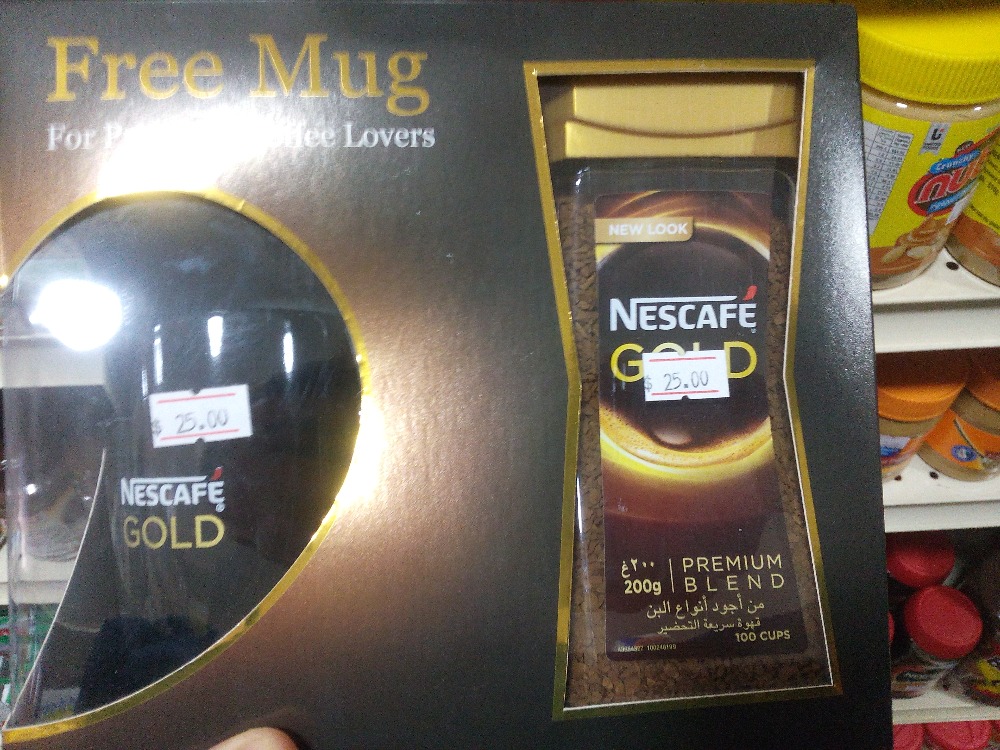 Free Mug
For Lovers
$ 25.00
NESCAFÉ
GOLD
NEW LOOK
NESCAFÉ
GOLD
$ 25.00
٢٠٠غ
200g
PREMIUM
BLEND
من أجود أنواع البن
قهوة سريعة التحضير
100 CUPS
Crunchy